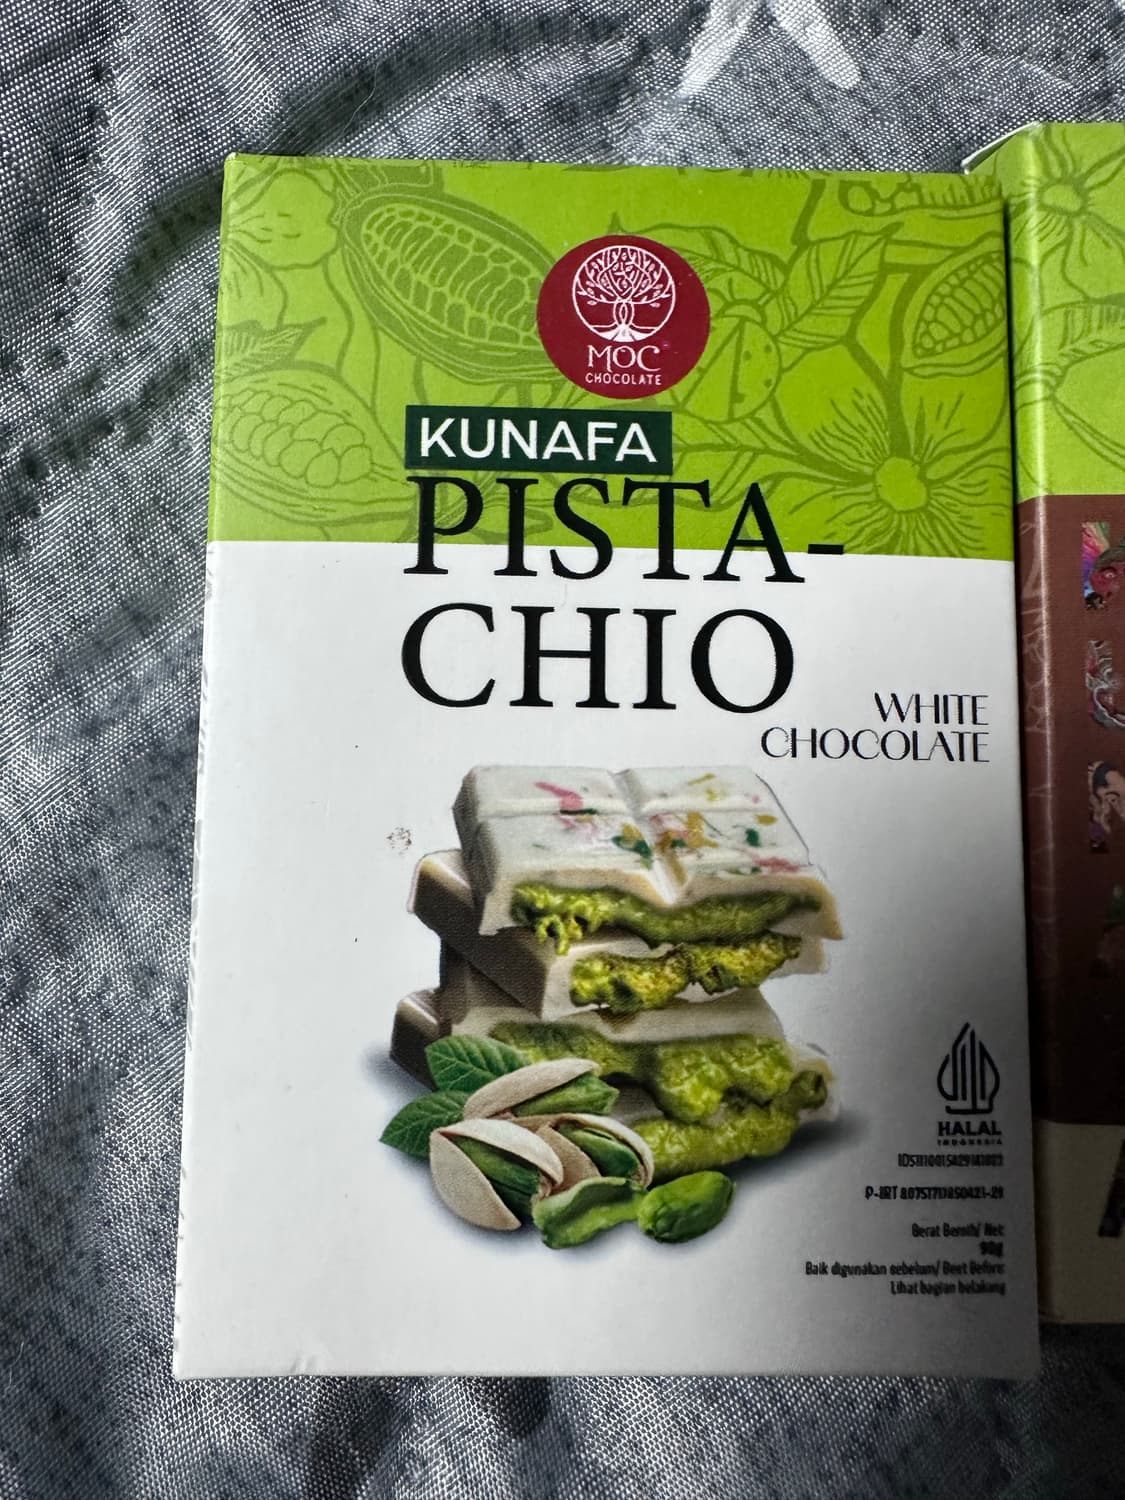 MOC
CHOCOLATE
KUNAFA
PISTA-
CHIO
WHITE
CHOCOLATE
HALAL
INDONESIA
Berat Bersih/ Net
90g
Baik digunakan sebelum/ Best Before
Lihat bagian belakang